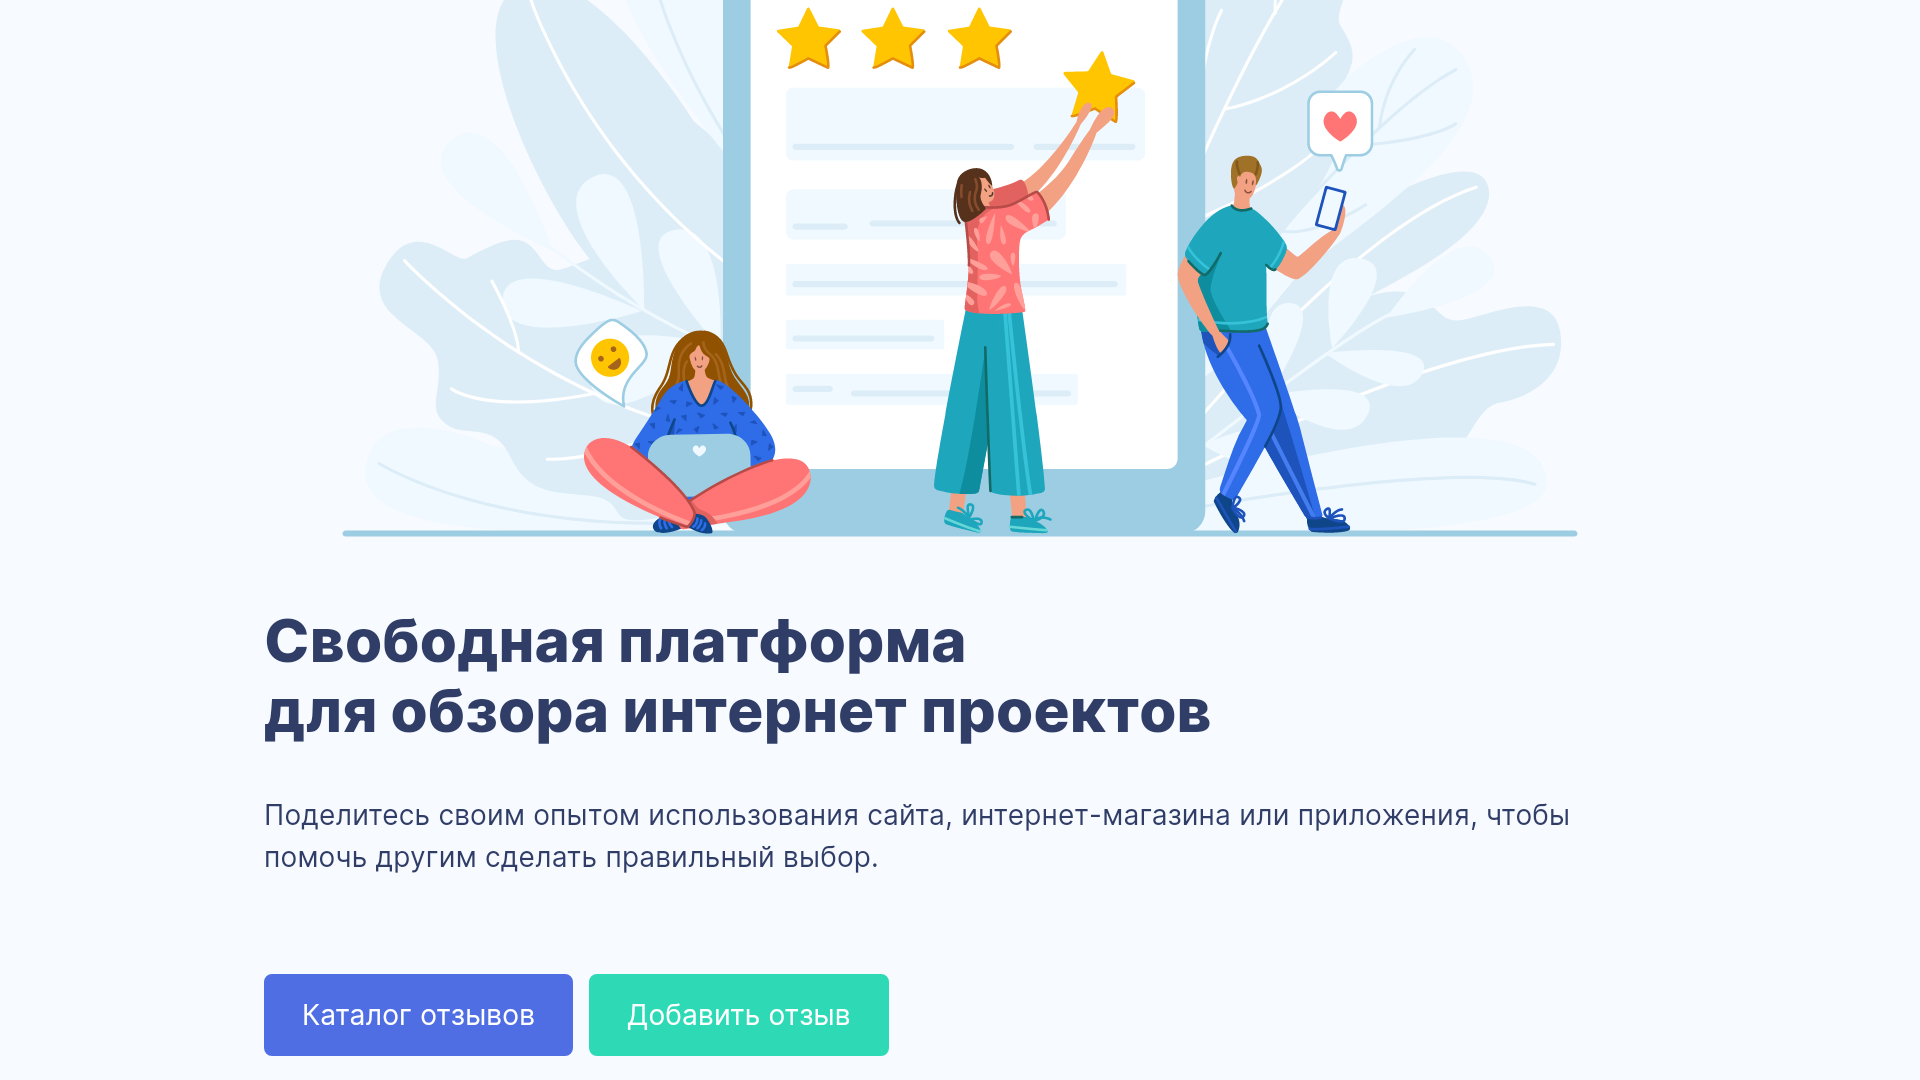 Свободная платформа
для обзора интернет проектов
Поделитесь своим опытом использования сайта, интернет-магазина или приложения, чтобы
помочь другим сделать правильный выбор.
Каталог отзывов
Добавить отзыв